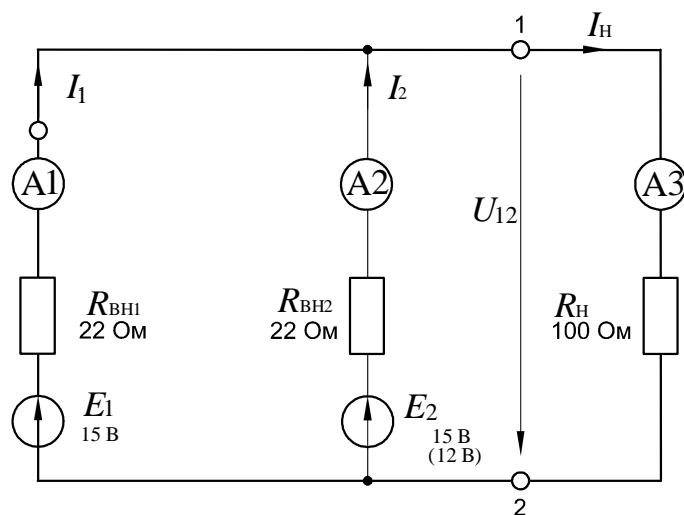 1
I₁
I₂
Iн
A1
A2
A3
U₁₂
Rвн1
22 Ом
Rвн2
22 Ом
Rн
100 Ом
E₁
15 В
E₂
15 В
(12 В)
2